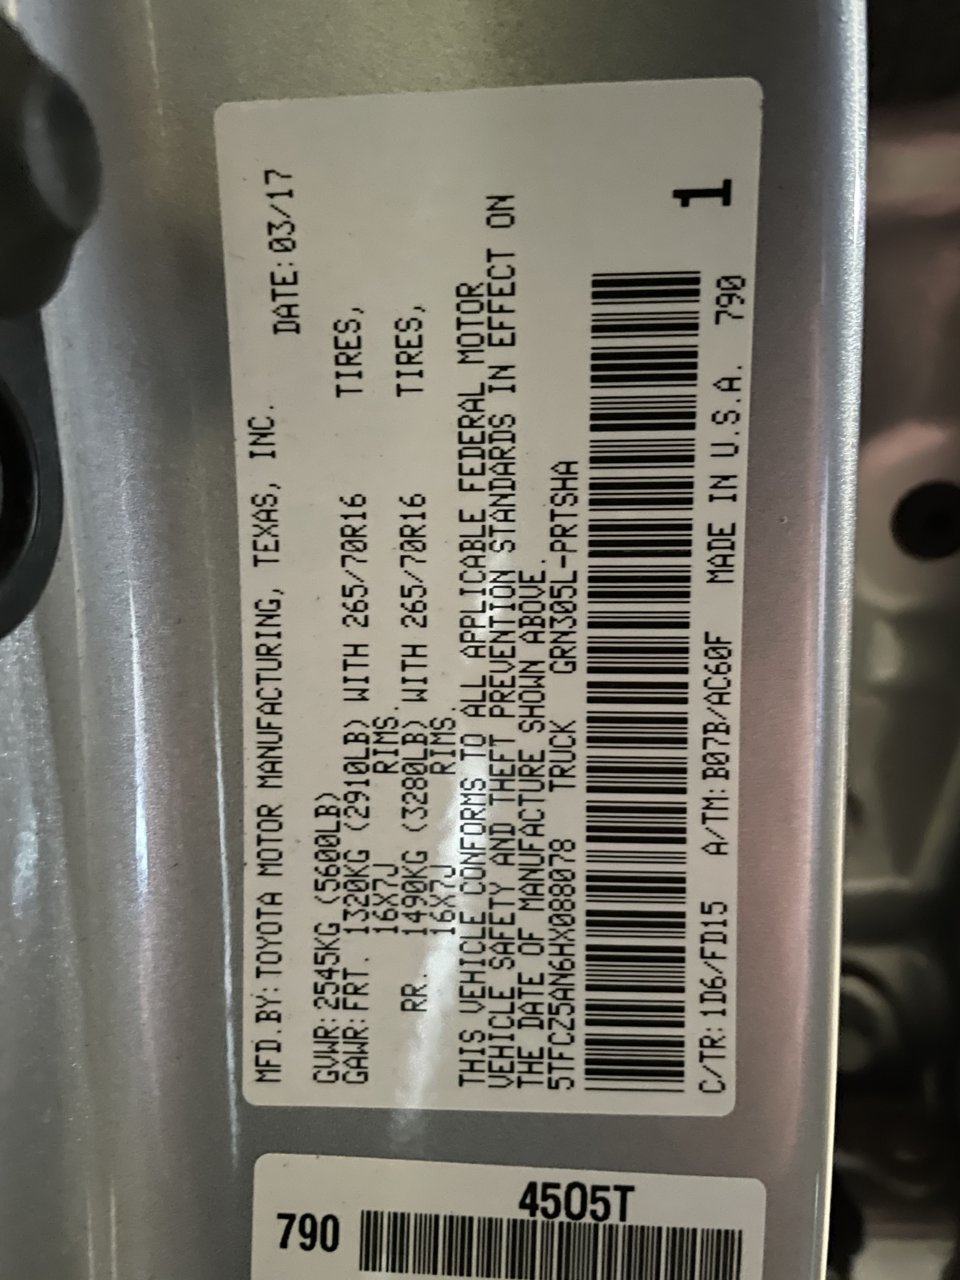 MFD.BY:TOYOTA MOTOR MANUFACTURING, TEXAS, INC.
DATE:03/17
GVWR:2545KG (5600LB)
GAWR:FRT. 1320KG (2910LB) WITH 265/70R16 TIRES,
16X7J RIMS.
RR. 1490KG (3280LB) WITH 265/70R16 TIRES,
16X7J RIMS.
THIS VEHICLE CONFORMS TO ALL APPLICABLE FEDERAL MOTOR
VEHICLE SAFETY AND THEFT PREVENTION STANDARDS IN EFFECT ON
THE DATE OF MANUFACTURE SHOWN ABOVE.
5TFCZ5AN6HX088078 TRUCK GRN305L-PRTSHA
1
C/TR:1D6/FD15 A/TM:B07B/AC60F MADE IN U.S.A. 790
4505T
790